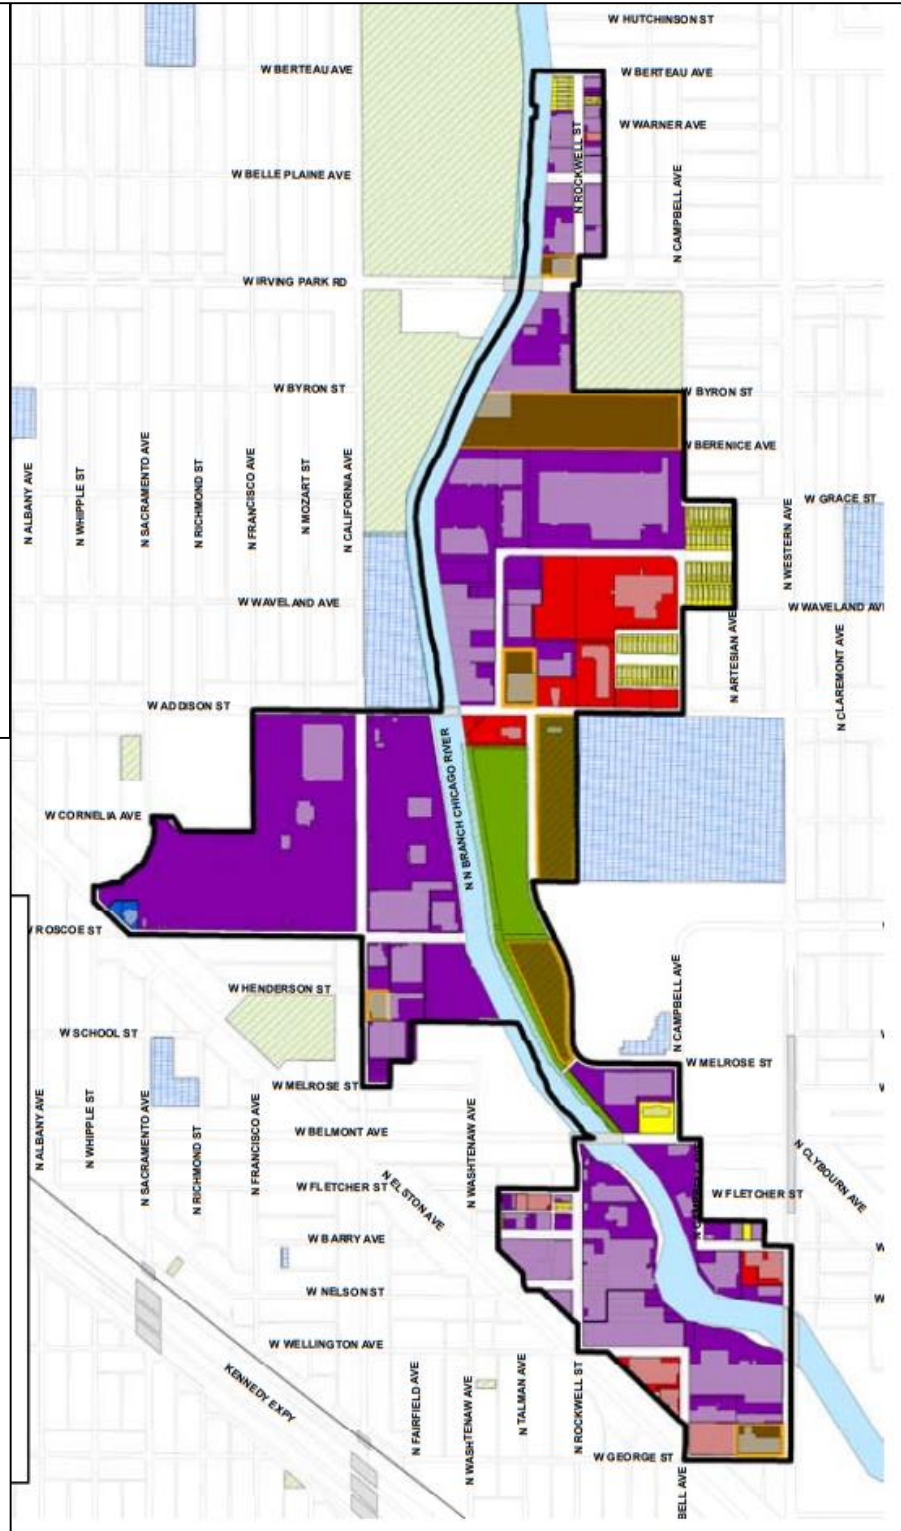 W HUTCHINSON ST
W BERTEAU AVE
W BERTEAU AVE
W WARNER AVE
N ROCKWELL ST
W BELLE PLAINE AVE
N CAMPBELL AVE
W IRVING PARK RD
W BYRON ST
W BYRON ST
W BERENICE AVE
N ALBANY AVE
N WHIPPLE ST
N SACRAMENTO AVE
N RICHMOND ST
N FRANCISCO AVE
N MOZART ST
N CALIFORNIA AVE
W GRACE ST
N WESTERN AVE
W WAVELAND AVE
W WAVELAND AV
N ARTESIAN AVE
N CLAREMONT AVE
W ADDISON ST
N N BRANCH CHICAGO RIVER
W CORNELIA AVE
W ROSCOE ST
W HENDERSON ST
N CAMPBELL AVE
W SCHOOL ST
W MELROSE ST
W MELROSE ST
N ALBANY AVE
N WHIPPLE ST
N SACRAMENTO AVE
N RICHMOND ST
N FRANCISCO AVE
N WASHTENAW AVE
W BELMONT AVE
N CLYBOURN AVE
W FLETCHER ST
N ELSTON AVE
W FLETCHER ST
W BARRY AVE
W NELSON ST
W WELLINGTON AVE
KENNEDY EXPY
N FAIRFIELD AVE
N WASHTENAW AVE
N TALMAN AVE
N ROCKWELL ST
W GEORGE ST
BELL AVE